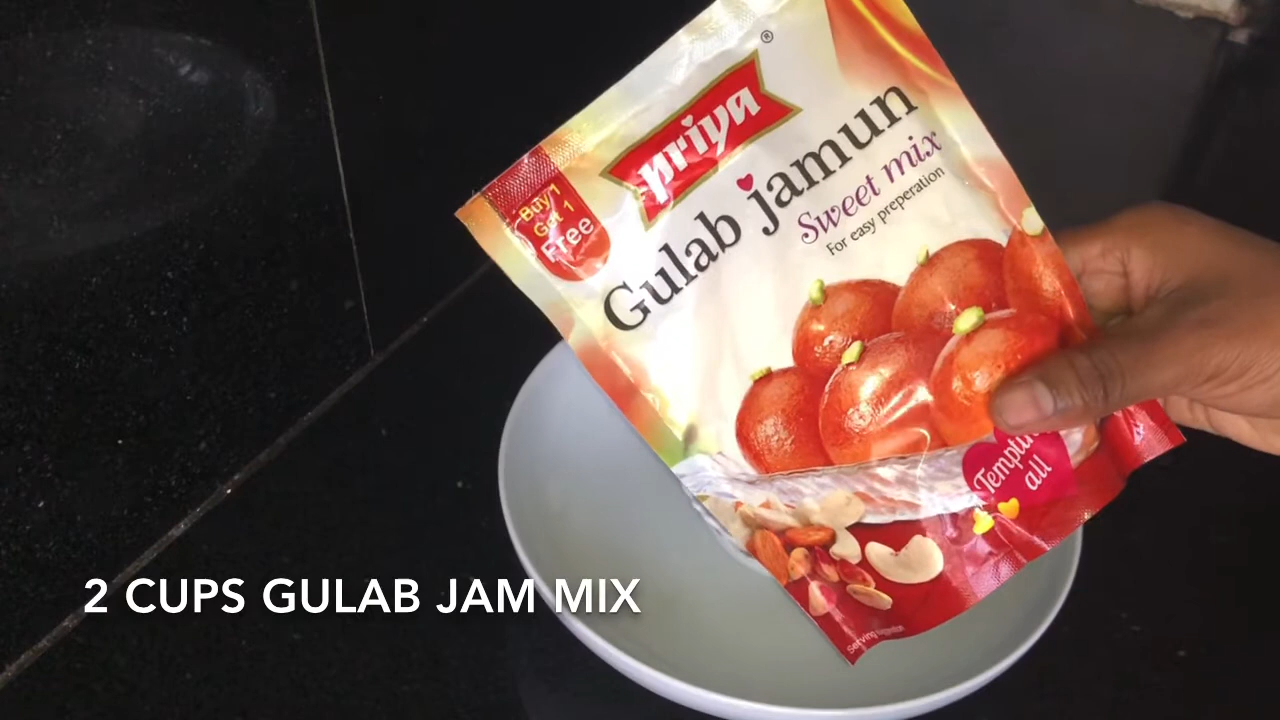 priya
®
Buy 1
Get 1
Free
Gulab jamun
Sweet mix
For easy preperation
all
2 CUPS GULAB JAM MIX